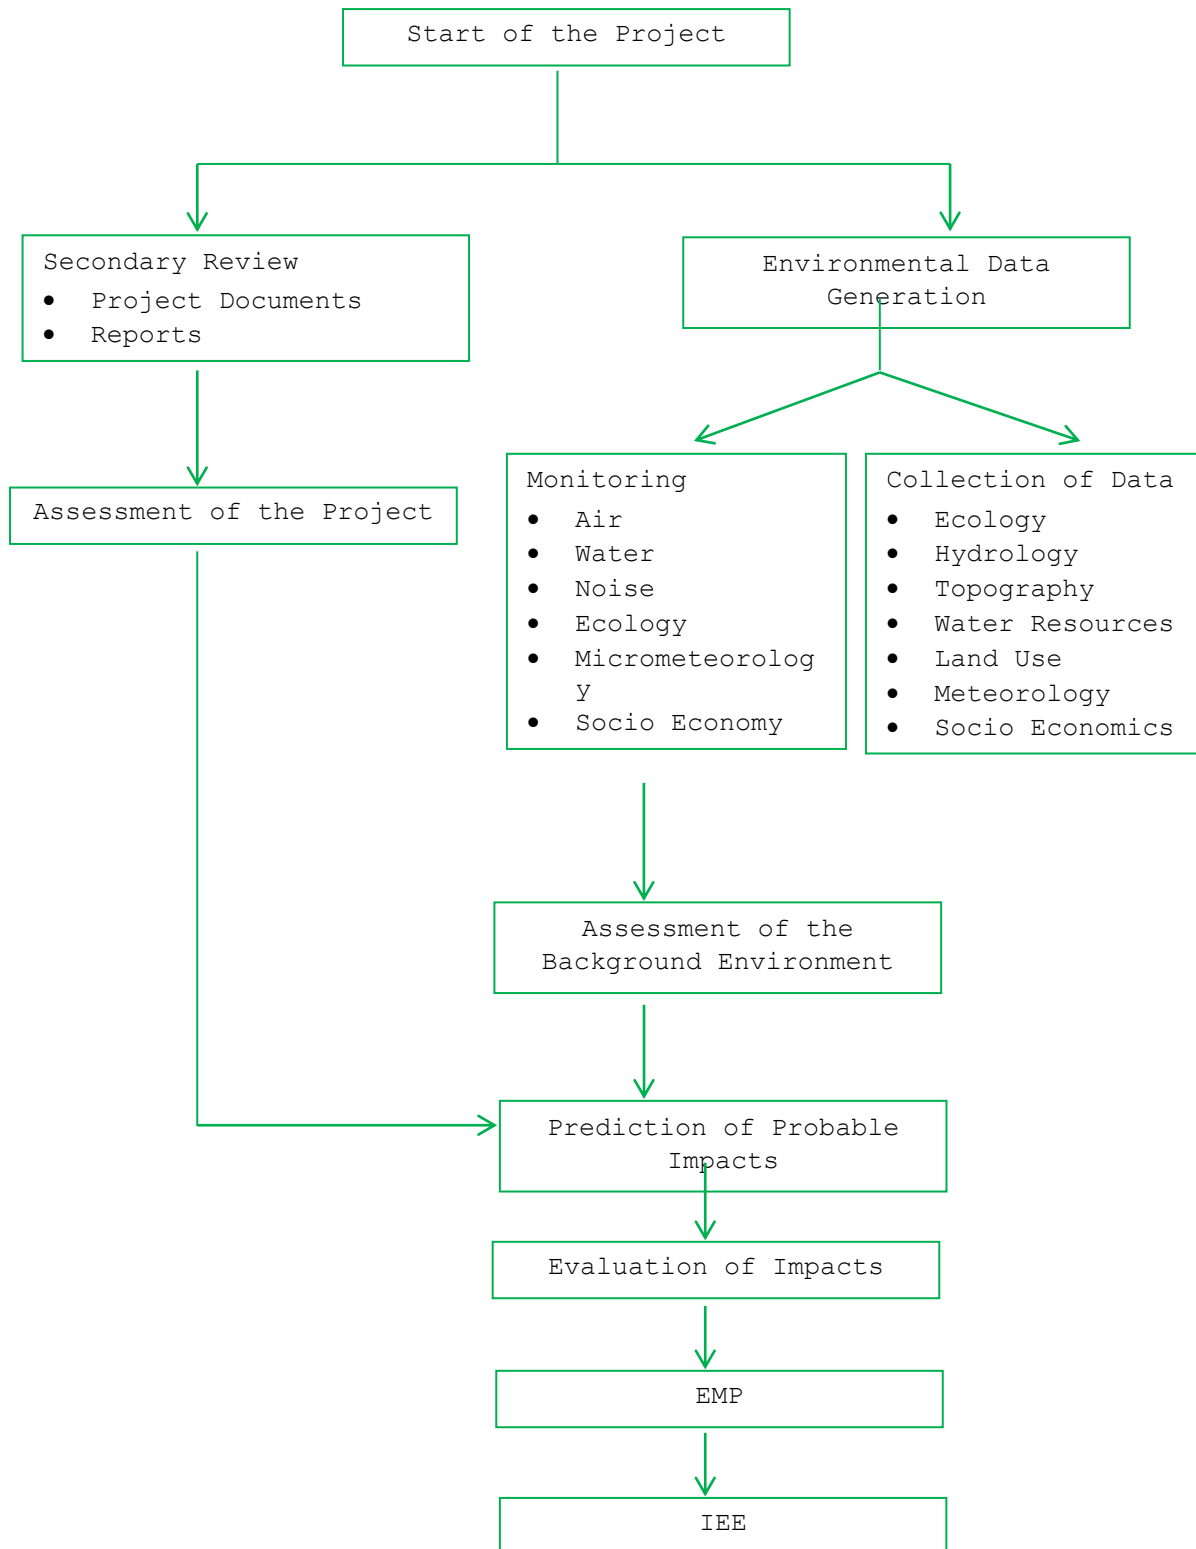 Start of the Project
Secondary Review
• Project Documents
• Reports
Environmental Data
Generation
Assessment of the Project
Monitoring
• Air
• Water
• Noise
• Ecology
• Micrometeorolog
y
• Socio Economy
Collection of Data
• Ecology
• Hydrology
• Topography
• Water Resources
• Land Use
• Meteorology
• Socio Economics
Assessment of the
Background Environment
Prediction of Probable
Impacts
Evaluation of Impacts
EMP
IEE